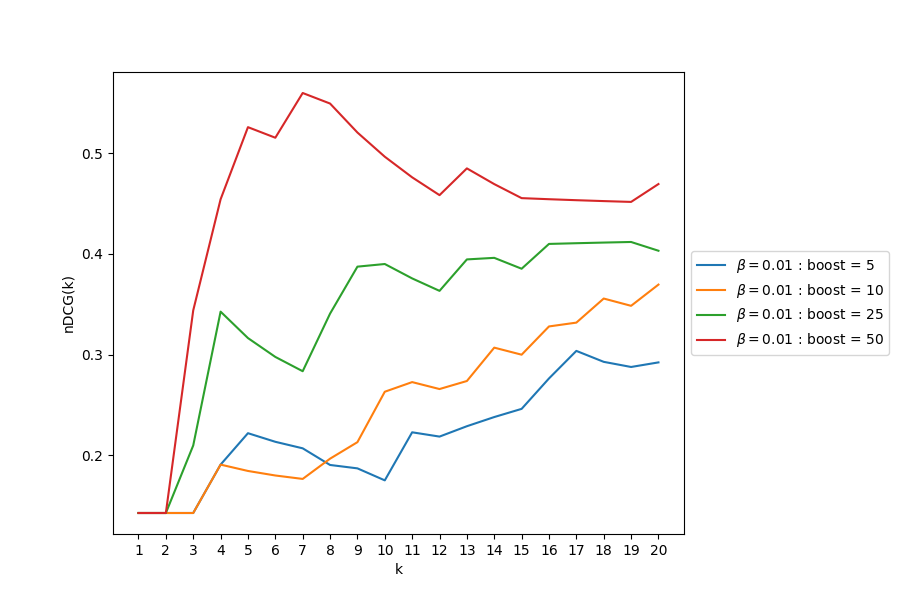 nDCG(k)
0.5
0.4
0.3
0.2
1 2 3 4 5 6 7 8 9 10 11 12 13 14 15 16 17 18 19 20
k
β = 0.01 : boost = 5
β = 0.01 : boost = 10
β = 0.01 : boost = 25
β = 0.01 : boost = 50